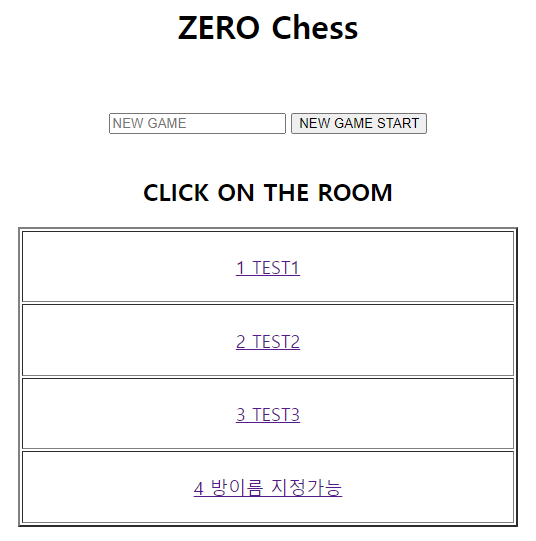 ZERO Chess
NEW GAME NEW GAME START
CLICK ON THE ROOM
1 TEST1
2 TEST2
3 TEST3
4 방이름 지정가능